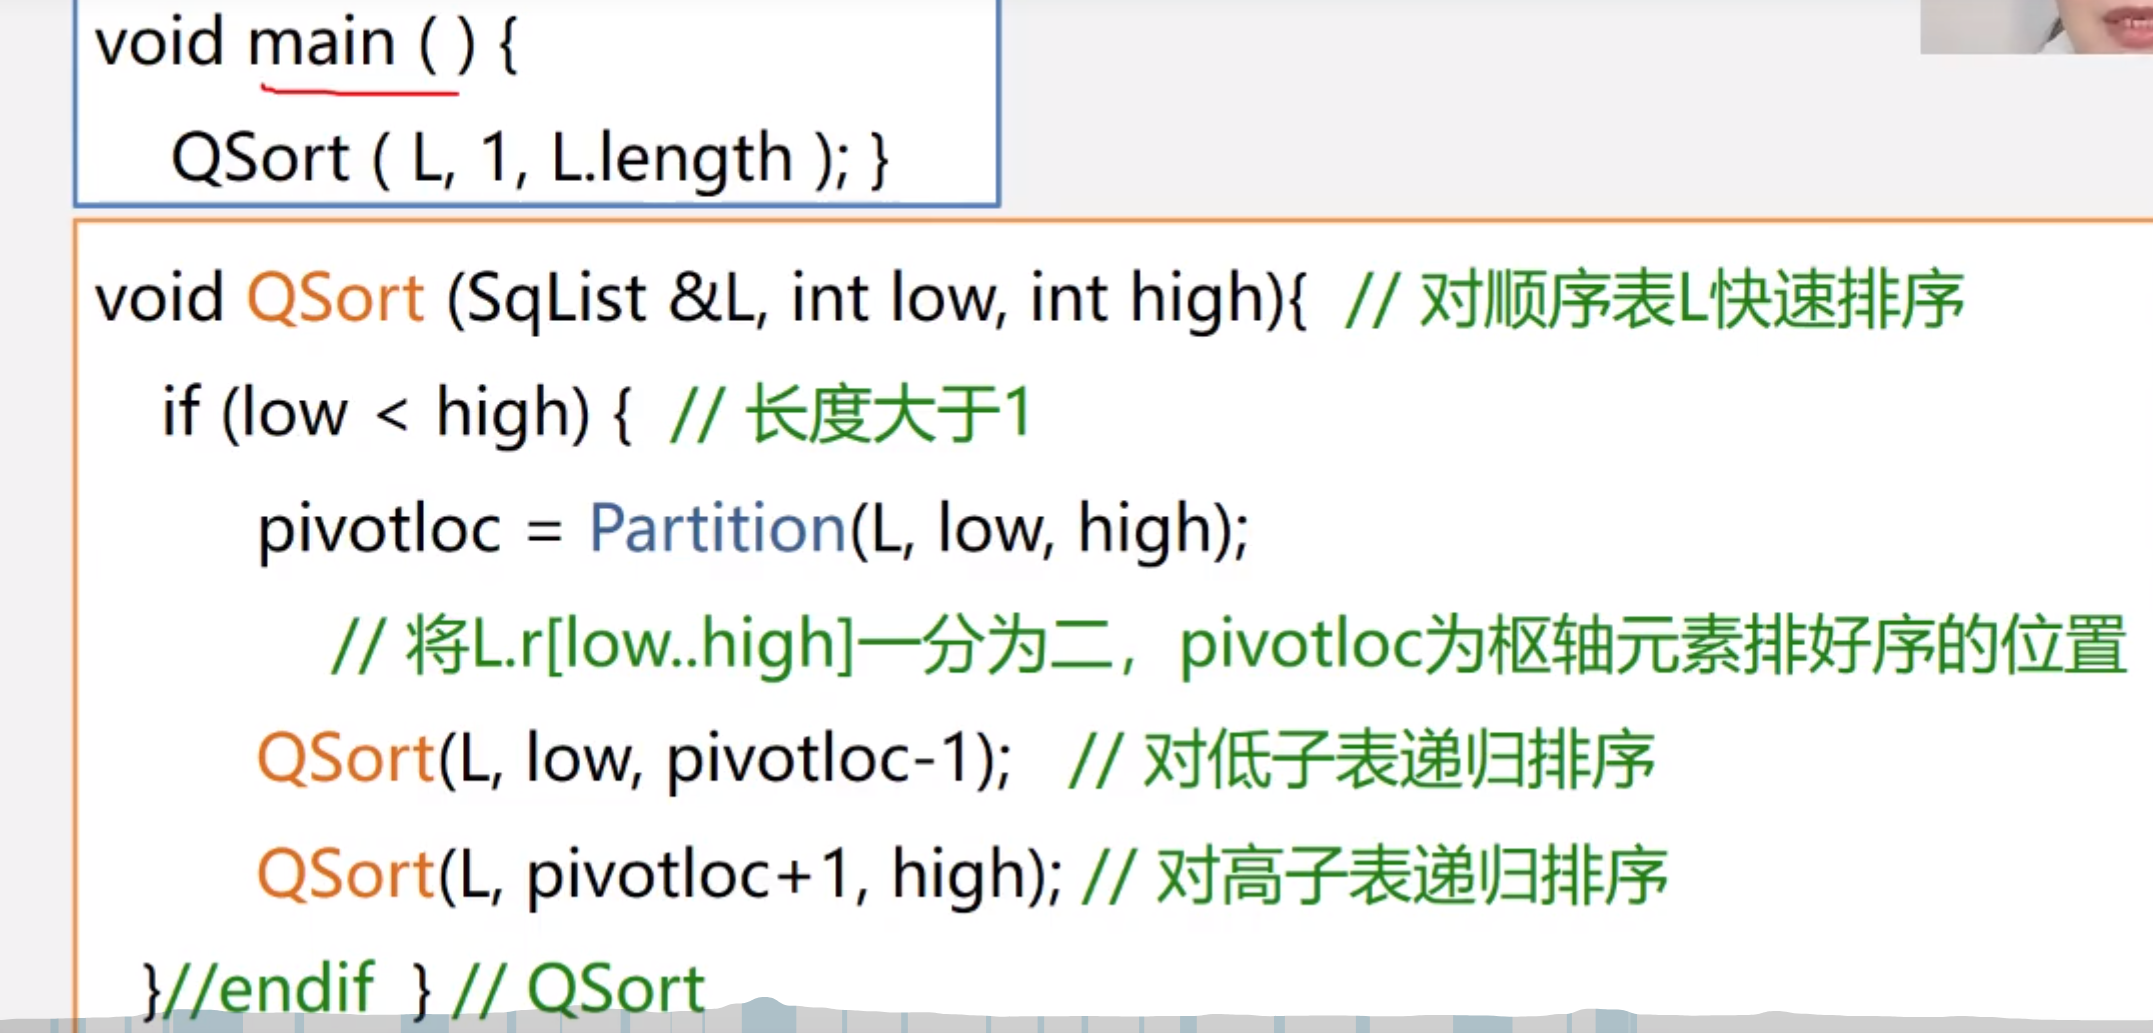 void main ( ) {
QSort ( L, 1, L.length ); }
void QSort (SqList &L, int low, int high){ // 对顺序表L快速排序
if (low < high) { // 长度大于1
pivotloc = Partition(L, low, high);
// 将L.r[low..high]一分为二，pivotloc为枢轴元素排好序的位置
QSort(L, low, pivotloc-1); // 对低子表递归排序
QSort(L, pivotloc+1, high); // 对高子表递归排序
}//endif } // QSort